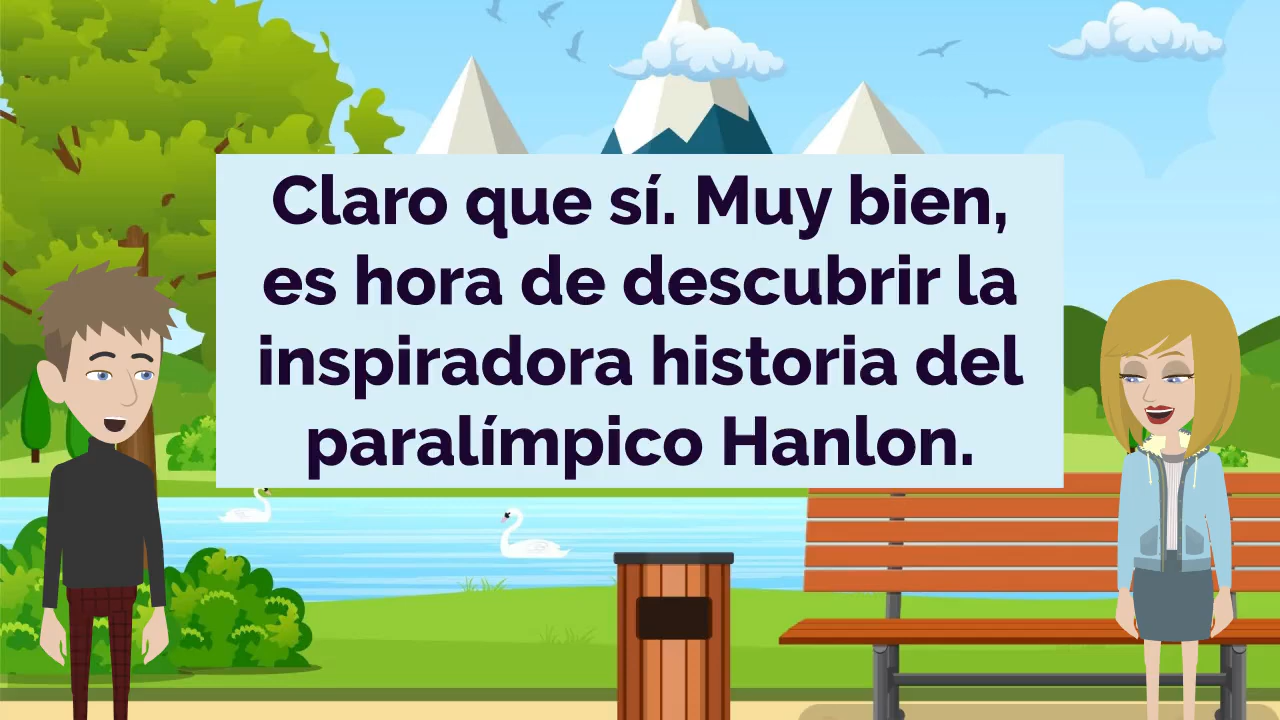 Claro que sí. Muy bien,
es hora de descubrir la
inspiradora historia del
paralímpico Hanlon.